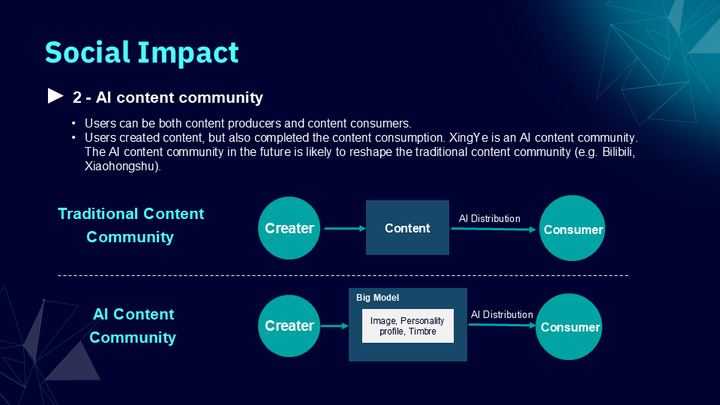 Social Impact
► 2 - AI content community
• Users can be both content producers and content consumers.
• Users created content, but also completed the content consumption. XingYe is an AI content community.
The AI content community in the future is likely to reshape the traditional content community (e.g. Bilibili,
Xiaohongshu).
Traditional Content
Community
Creater
Content
AI Distribution
Consumer
AI Content
Community
Creater
Big Model
Image, Personality
profile, Timbre
AI Distribution
Consumer